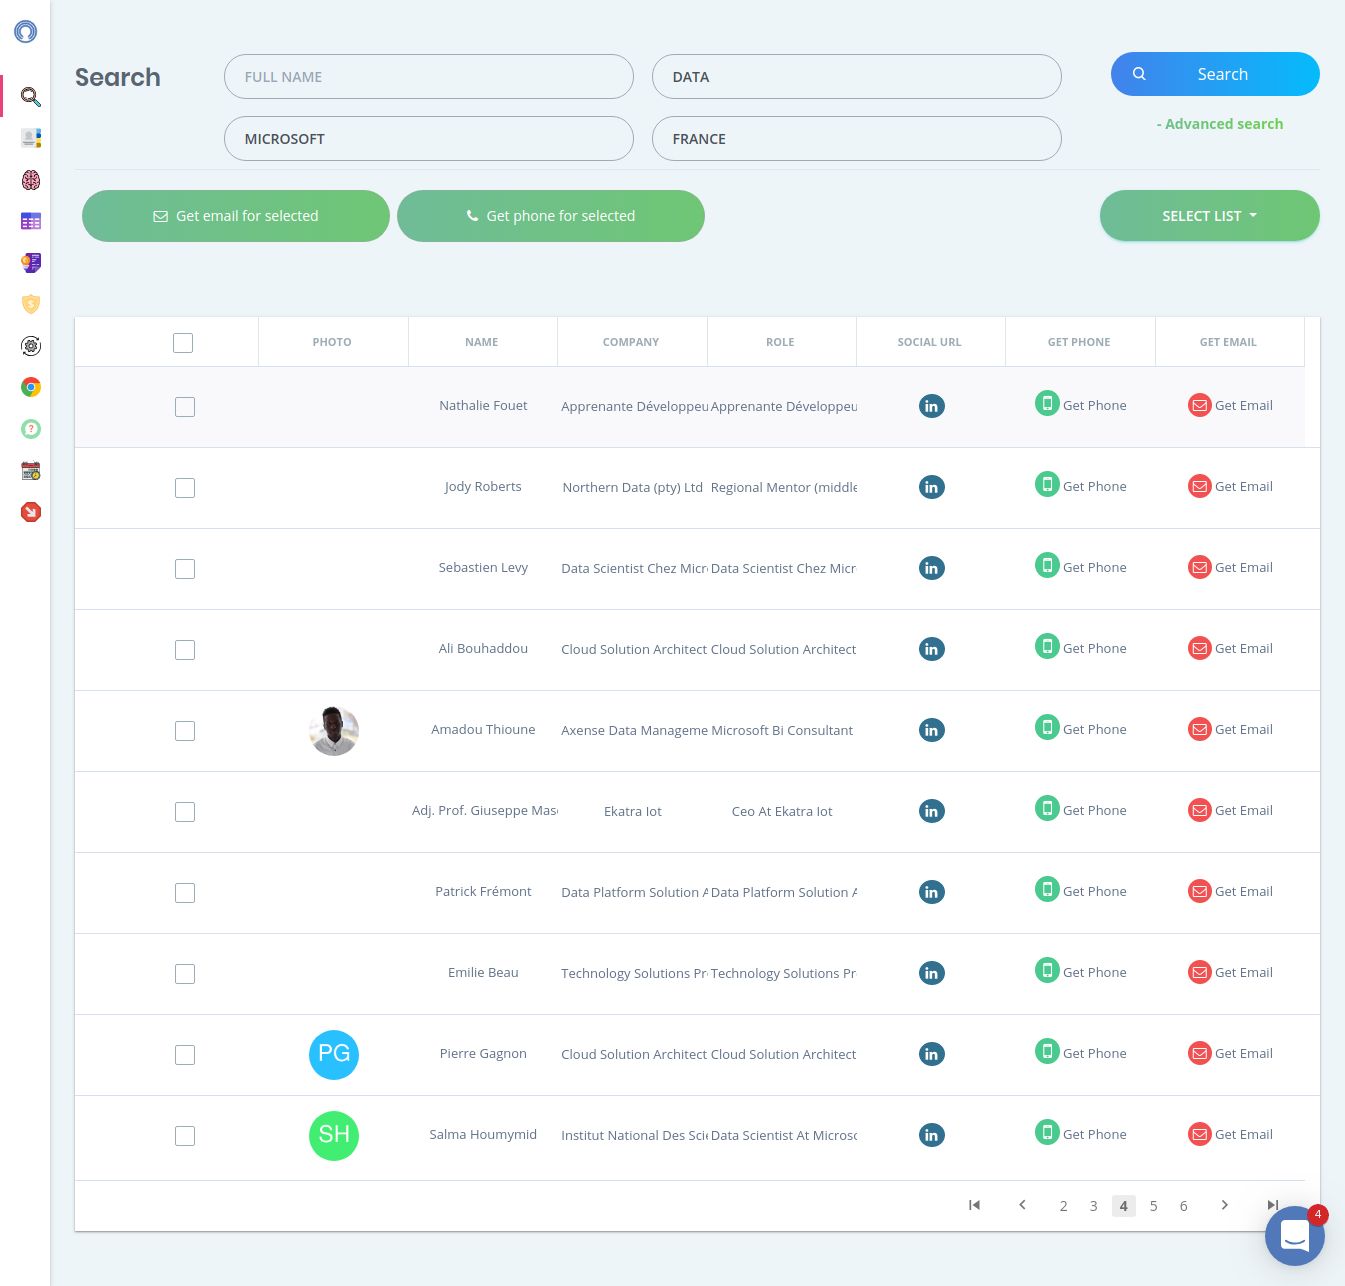 Search
FULL NAME
DATA
Search
MICROSOFT
FRANCE
- Advanced search
Get email for selected
Get phone for selected
SELECT LIST
PHOTO NAME COMPANY ROLE SOCIAL URL GET PHONE GET EMAIL
Nathalie Fouet Apprenante Développeu Apprenante Développeu in Get Phone Get Email
Jody Roberts Northern Data (pty) Ltd Regional Mentor (middle in Get Phone Get Email
Sebastien Levy Data Scientist Chez Micr Data Scientist Chez Micr in Get Phone Get Email
Ali Bouhaddou Cloud Solution Architect Cloud Solution Architect in Get Phone Get Email
Amadou Thioune Axense Data Manageme Microsoft Bi Consultant in Get Phone Get Email
Adj. Prof. Giuseppe Masc Ekatra Iot Ceo At Ekatra Iot in Get Phone Get Email
Patrick Frémont Data Platform Solution A Data Platform Solution A in Get Phone Get Email
Emilie Beau Technology Solutions Pr Technology Solutions Pr in Get Phone Get Email
PG Pierre Gagnon Cloud Solution Architect Cloud Solution Architect in Get Phone Get Email
SH Salma Houmymid Institut National Des Scie Data Scientist At Microsc in Get Phone Get Email
2 3 4 5 6
4